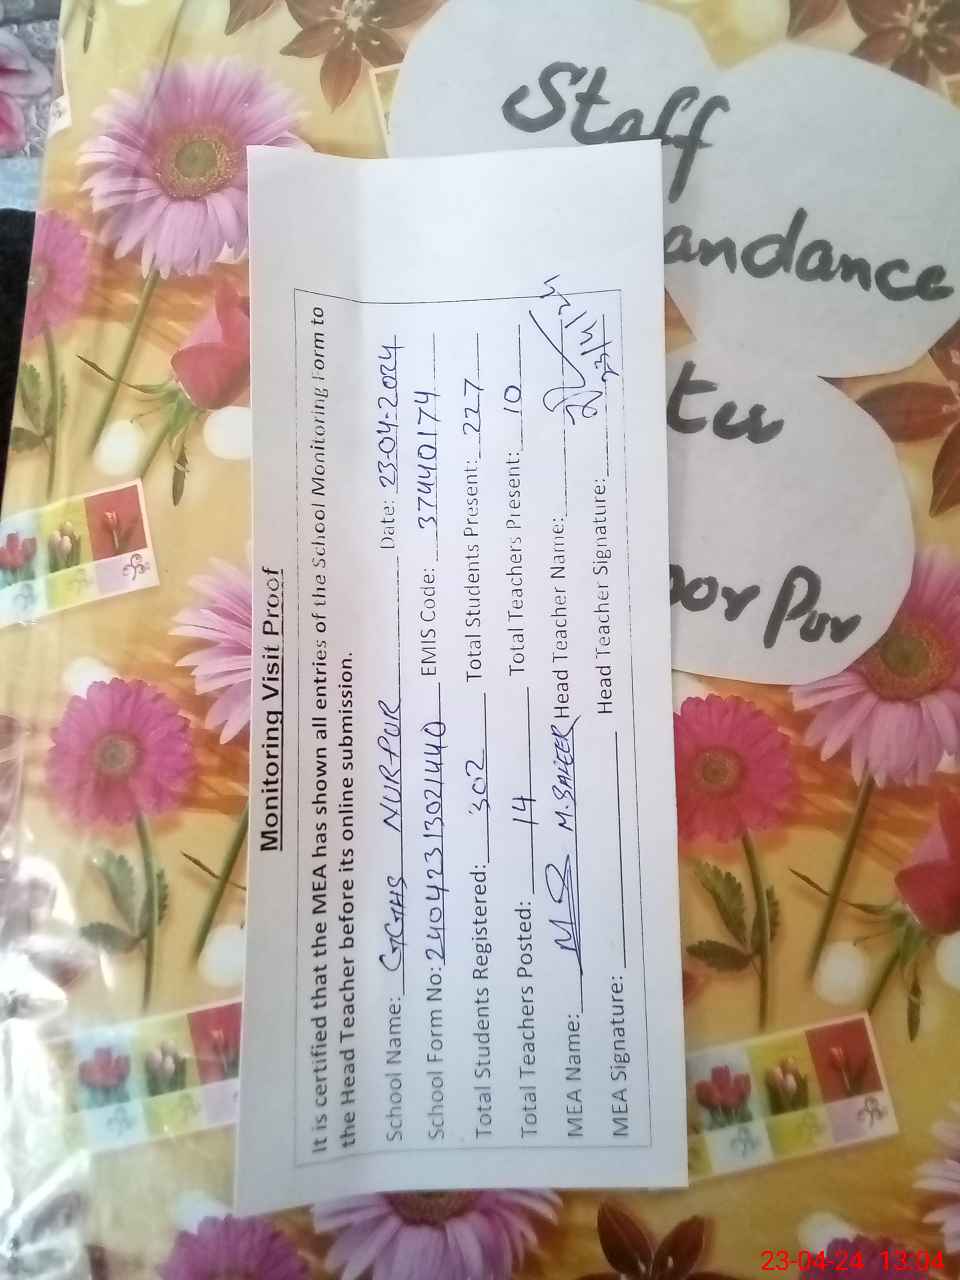 Staff
andance
ter
oor Pur
Monitoring Visit Proof
It is certified that the MEA has shown all entries of the School Monitoring Form to
the Head Teacher before its online submission.
School Name: GGHS NURPUR Date: 23-04-2024
School Form No: 24042313021440 EMIS Code: 37440174
Total Students Registered: 302 Total Students Present: 227
Total Teachers Posted: 14 Total Teachers Present: 10
MEA Name: M.SAFEER Head Teacher Name:
MEA Signature: Head Teacher Signature:
23-04-24 13:04